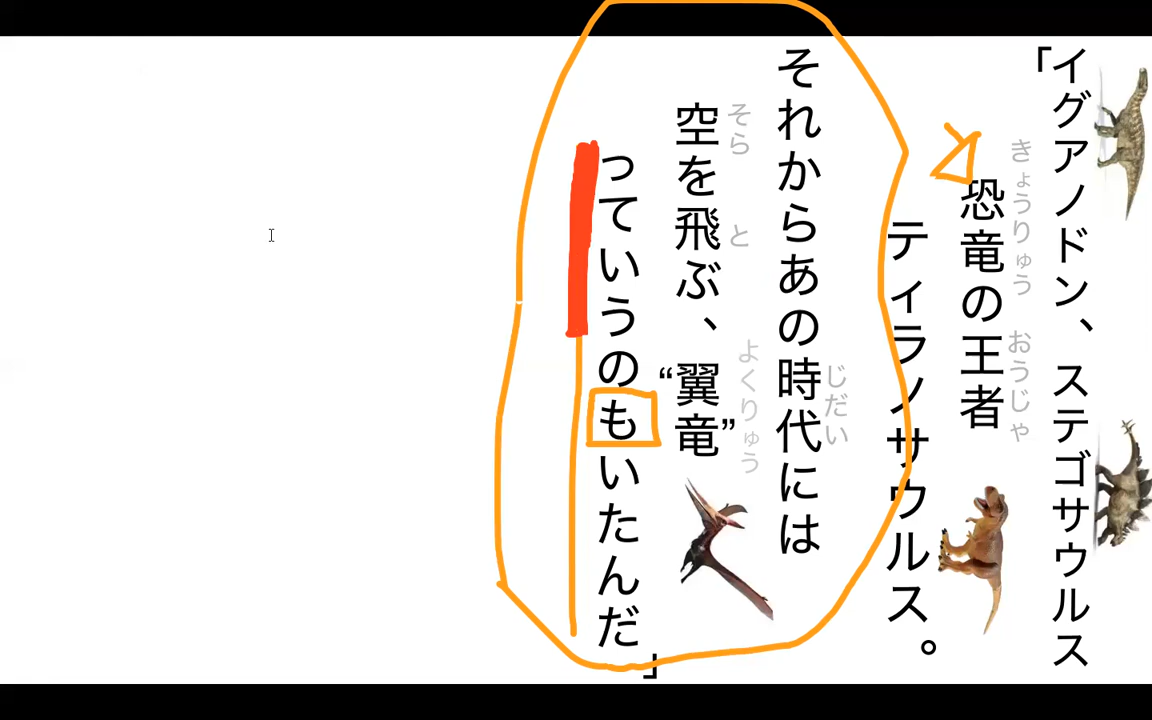 「イグアノドン、ステゴサウルス
恐竜の王者
きょうりゅう おうじゃ
ティラノサウルス。
それからあの時代には
じだい
空を飛ぶ、“翼竜”
そら と よくりゅう
っていうのもいたんだ」